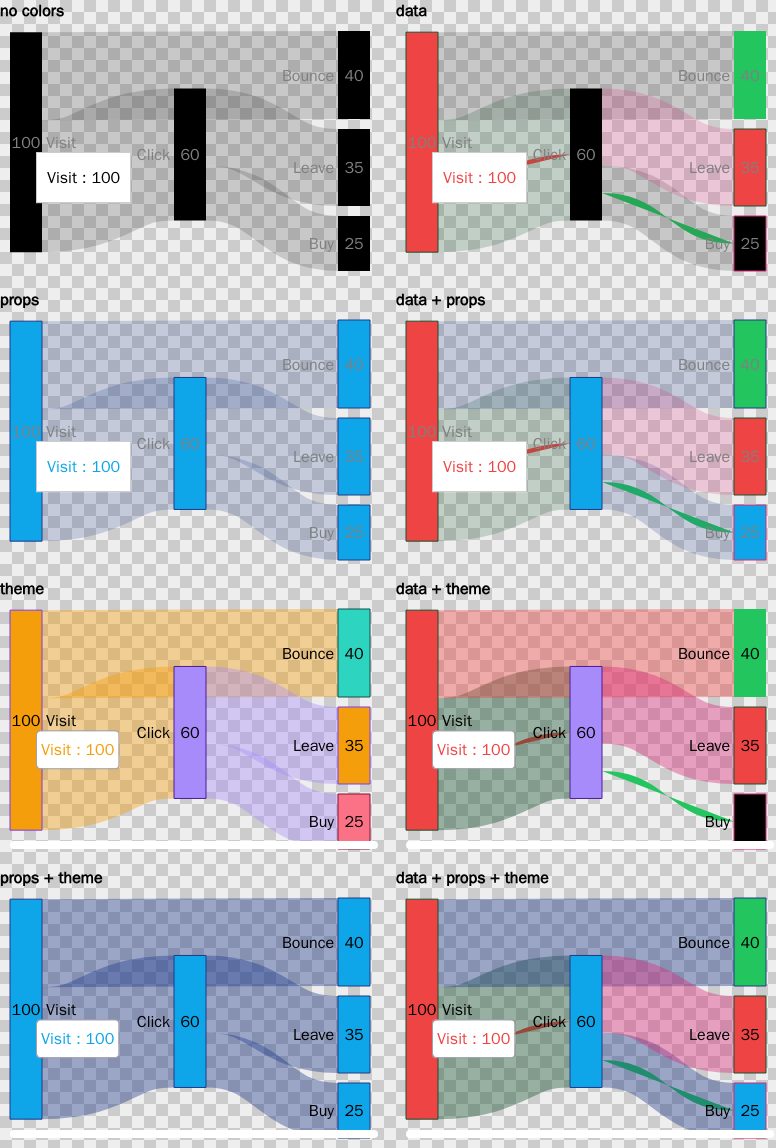 no colors
Bounce 40
100 Visit
Click 60
Leave 35
Visit : 100
Buy 25
data
Bounce 40
100 Visit
Click 60
Leave 35
Visit : 100
Buy 25
props
Bounce 40
100 Visit
Click 60
Leave 35
Visit : 100
Buy 25
data + props
Bounce 40
100 Visit
Click 60
Leave 35
Visit : 100
Buy 25
theme
Bounce 40
100 Visit
Click 60
Leave 35
Visit : 100
Buy 25
data + theme
Bounce 40
100 Visit
Click 60
Leave 35
Visit : 100
Buy
props + theme
Bounce 40
100 Visit
Click 60
Leave 35
Visit : 100
Buy 25
data + props + theme
Bounce 40
100 Visit
Click 60
Leave 35
Visit : 100
Buy 25